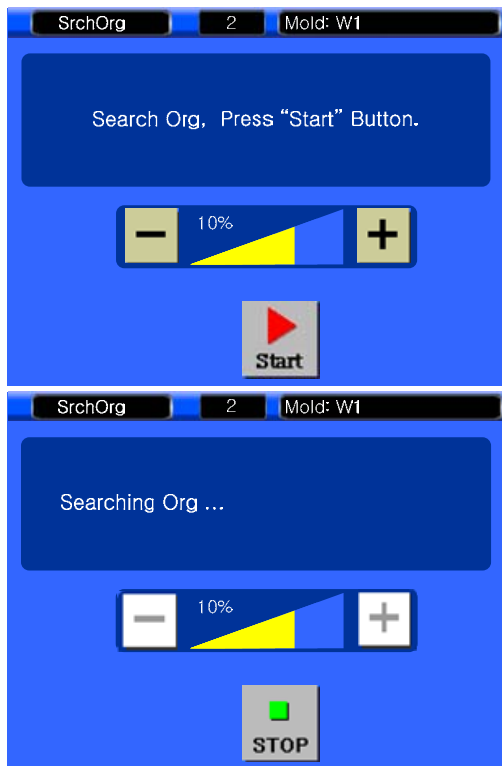 SrchOrg 2 Mold: W1
Search Org, Press “Start” Button.
− 10% +
Start
SrchOrg 2 Mold: W1
Searching Org ...
− 10% +
STOP